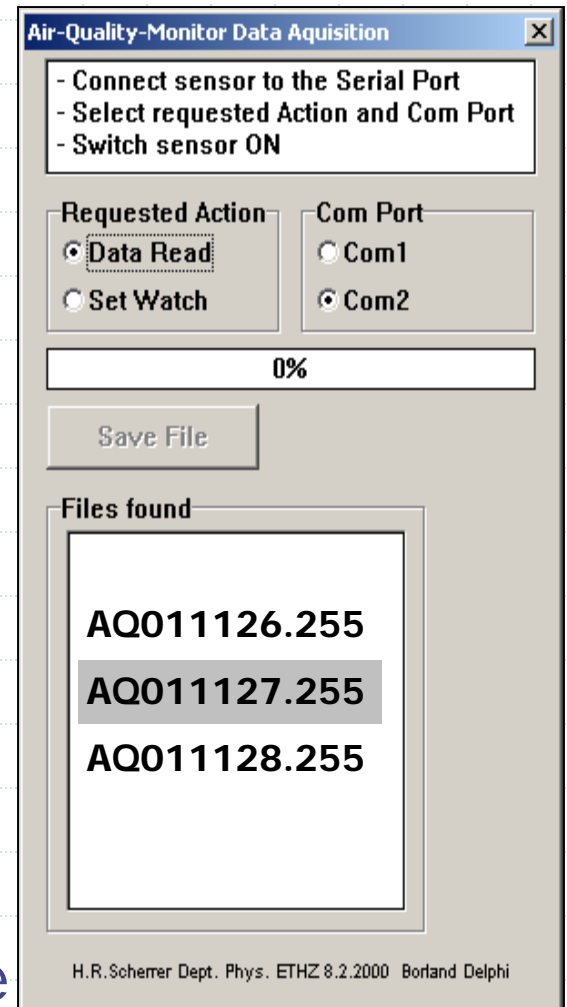 Air-Quality-Monitor Data Aquisition
- Connect sensor to the Serial Port
- Select requested Action and Com Port
- Switch sensor ON
Requested Action
Com Port
Data Read
Com1
Set Watch
Com2
0%
Save File
Files found
AQ011126.255
AQ011127.255
AQ011128.255
H.R.Scherrer Dept. Phys. ETHZ 8.2.2000 Borland Delphi
e